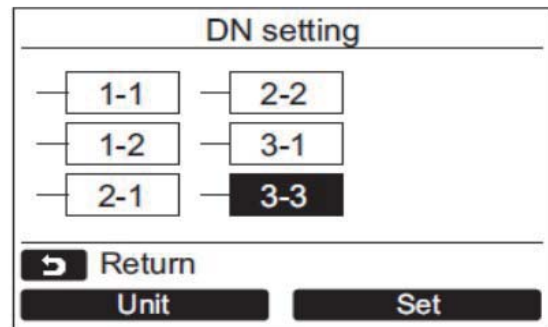 DN setting
1-1 2-2
1-2 3-1
2-1 3-3
Return
Unit Set